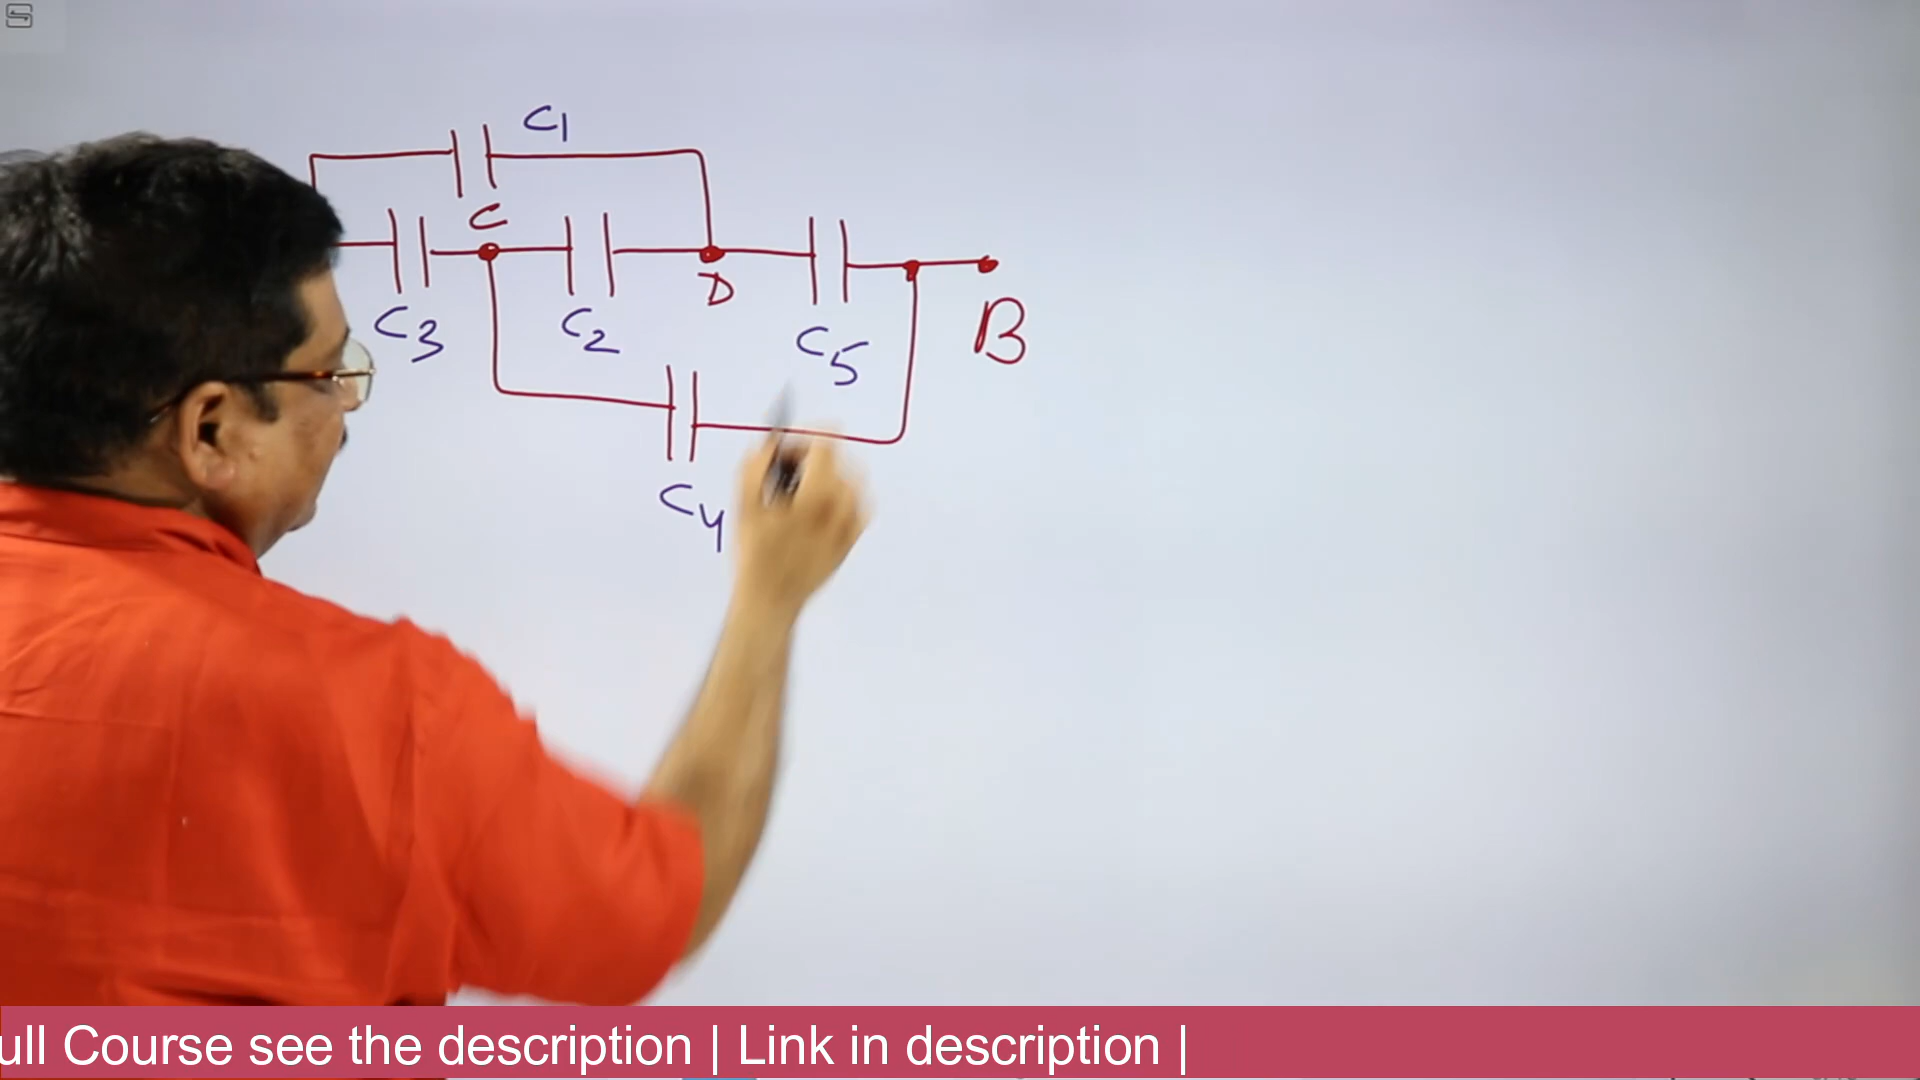 C1
C
D
C3
C2
C5
B
C4
ull Course see the description | Link in description |